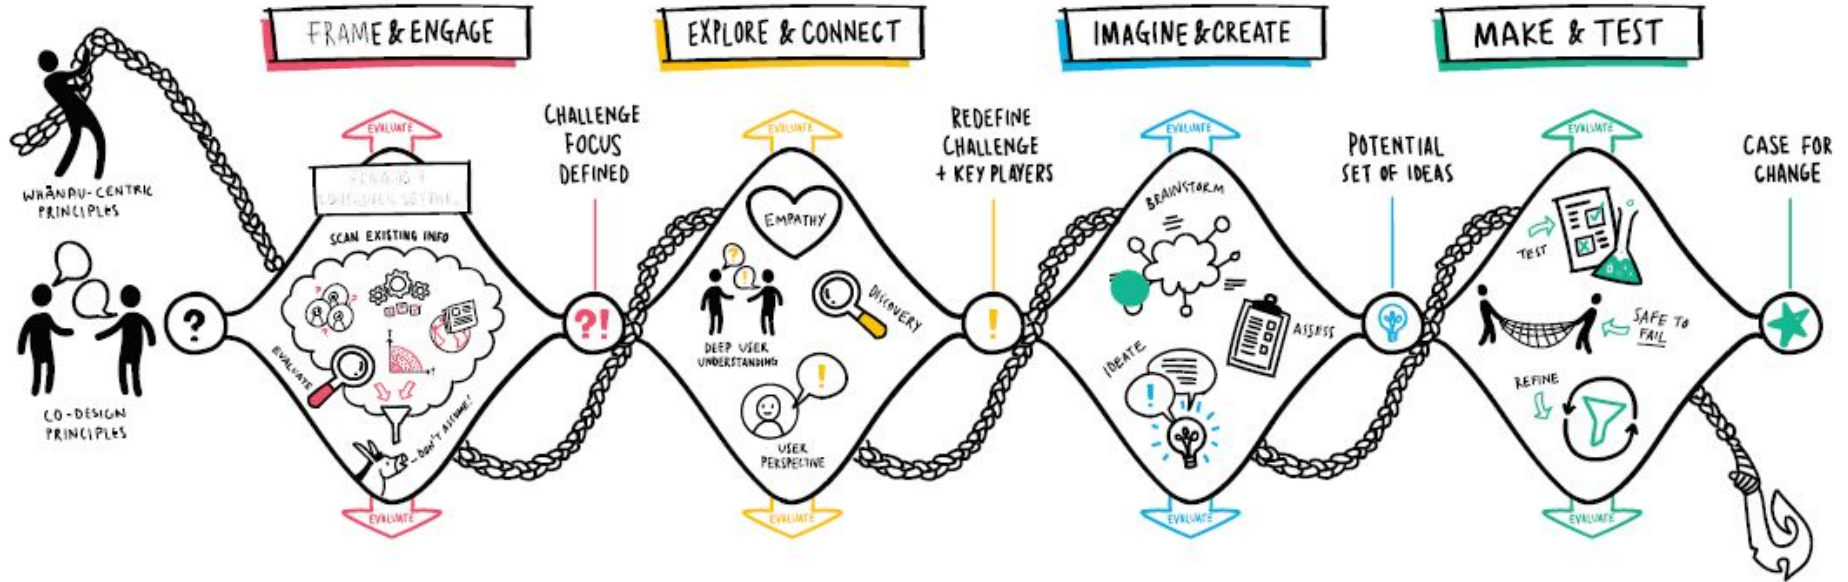 FRAME & ENGAGE
EXPLORE & CONNECT
IMAGINE & CREATE
MAKE & TEST
WHĀNAU-CENTRIC
PRINCIPLES
CO-DESIGN
PRINCIPLES
?
EVALUATE
SCAN EXISTING INFO
EVALUATE
DON'T ASSUME!
EVALUATE
CHALLENGE
FOCUS
DEFINED
?!
EVALUATE
EMPATHY
?
!
DEEP USER
UNDERSTANDING
DISCOVERY
!
USER
PERSPECTIVE
EVALUATE
REDEFINE
CHALLENGE
+ KEY PLAYERS
!
EVALUATE
BRAINSTORM
ASSESS
IDEATE
!
EVALUATE
POTENTIAL
SET OF IDEAS
EVALUATE
TEST
SAFE TO
FAIL
REFINE
EVALUATE
CASE FOR
CHANGE